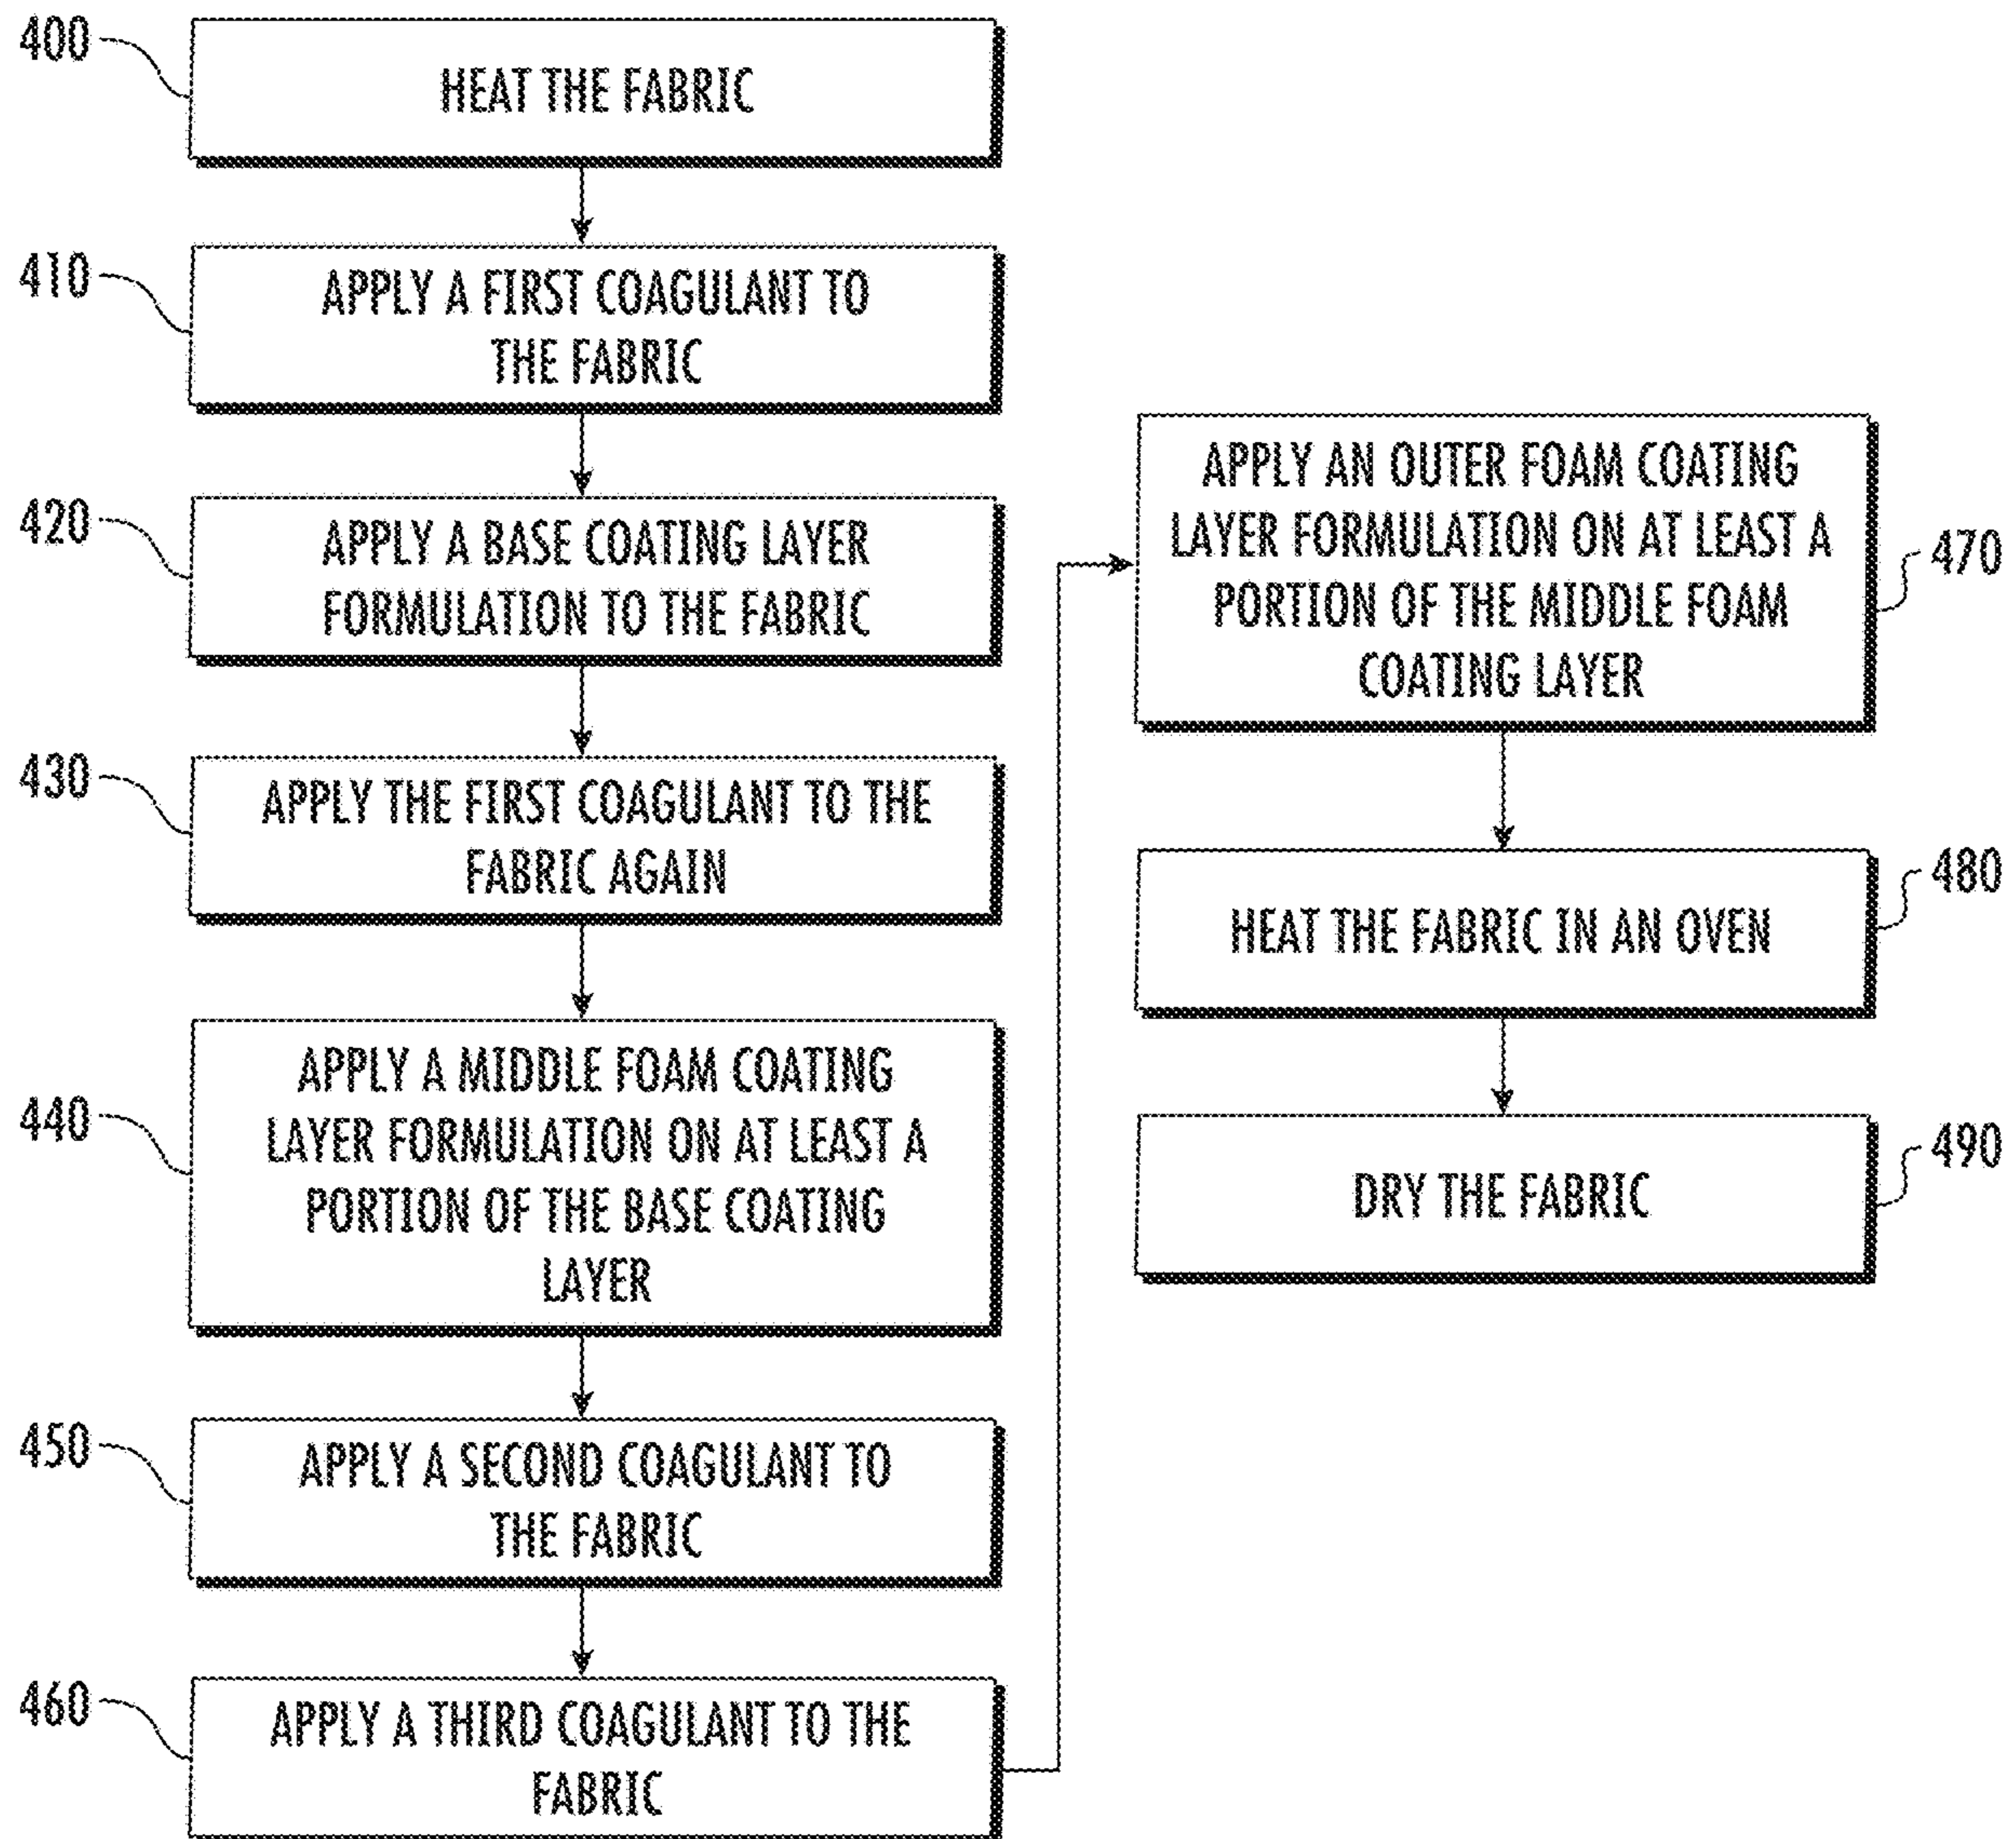 400
HEAT THE FABRIC
410
APPLY A FIRST COAGULANT TO
THE FABRIC
420
APPLY A BASE COATING LAYER
FORMULATION TO THE FABRIC
430
APPLY THE FIRST COAGULANT TO THE
FABRIC AGAIN
440
APPLY A MIDDLE FOAM COATING
LAYER FORMULATION ON AT LEAST A
PORTION OF THE BASE COATING
LAYER
450
APPLY A SECOND COAGULANT TO
THE FABRIC
460
APPLY A THIRD COAGULANT TO THE
FABRIC
APPLY AN OUTER FOAM COATING
LAYER FORMULATION ON AT LEAST A
PORTION OF THE MIDDLE FOAM
COATING LAYER
470
HEAT THE FABRIC IN AN OVEN
480
DRY THE FABRIC
490